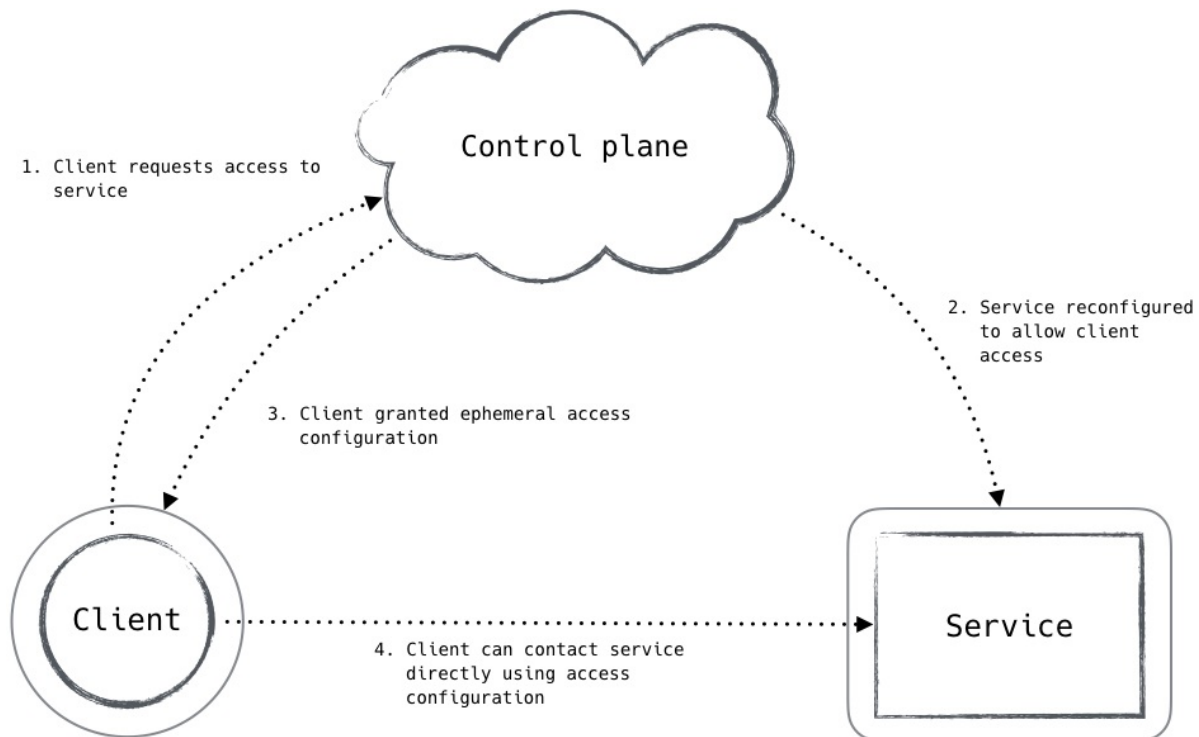 Control plane
1. Client requests access to
service
2. Service reconfigured
to allow client
access
3. Client granted ephemeral access
configuration
Client
Service
4. Client can contact service
directly using access
configuration